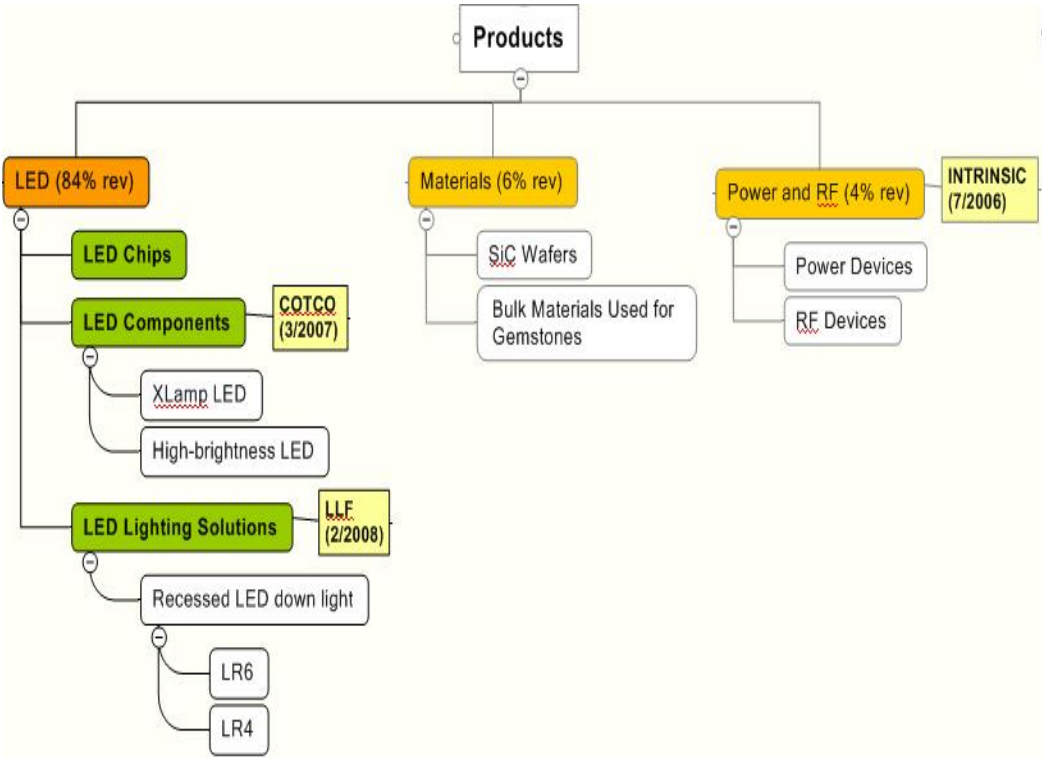 Products
LED (84% rev)
LED Chips
LED Components
COTCO
(3/2007)
XLamp LED
High-brightness LED
LED Lighting Solutions
LLF
(2/2008)
Recessed LED down light
LR6
LR4
Materials (6% rev)
SiC Wafers
Bulk Materials Used for
Gemstones
Power and RF (4% rev)
INTRINSIC
(7/2006)
Power Devices
RF Devices